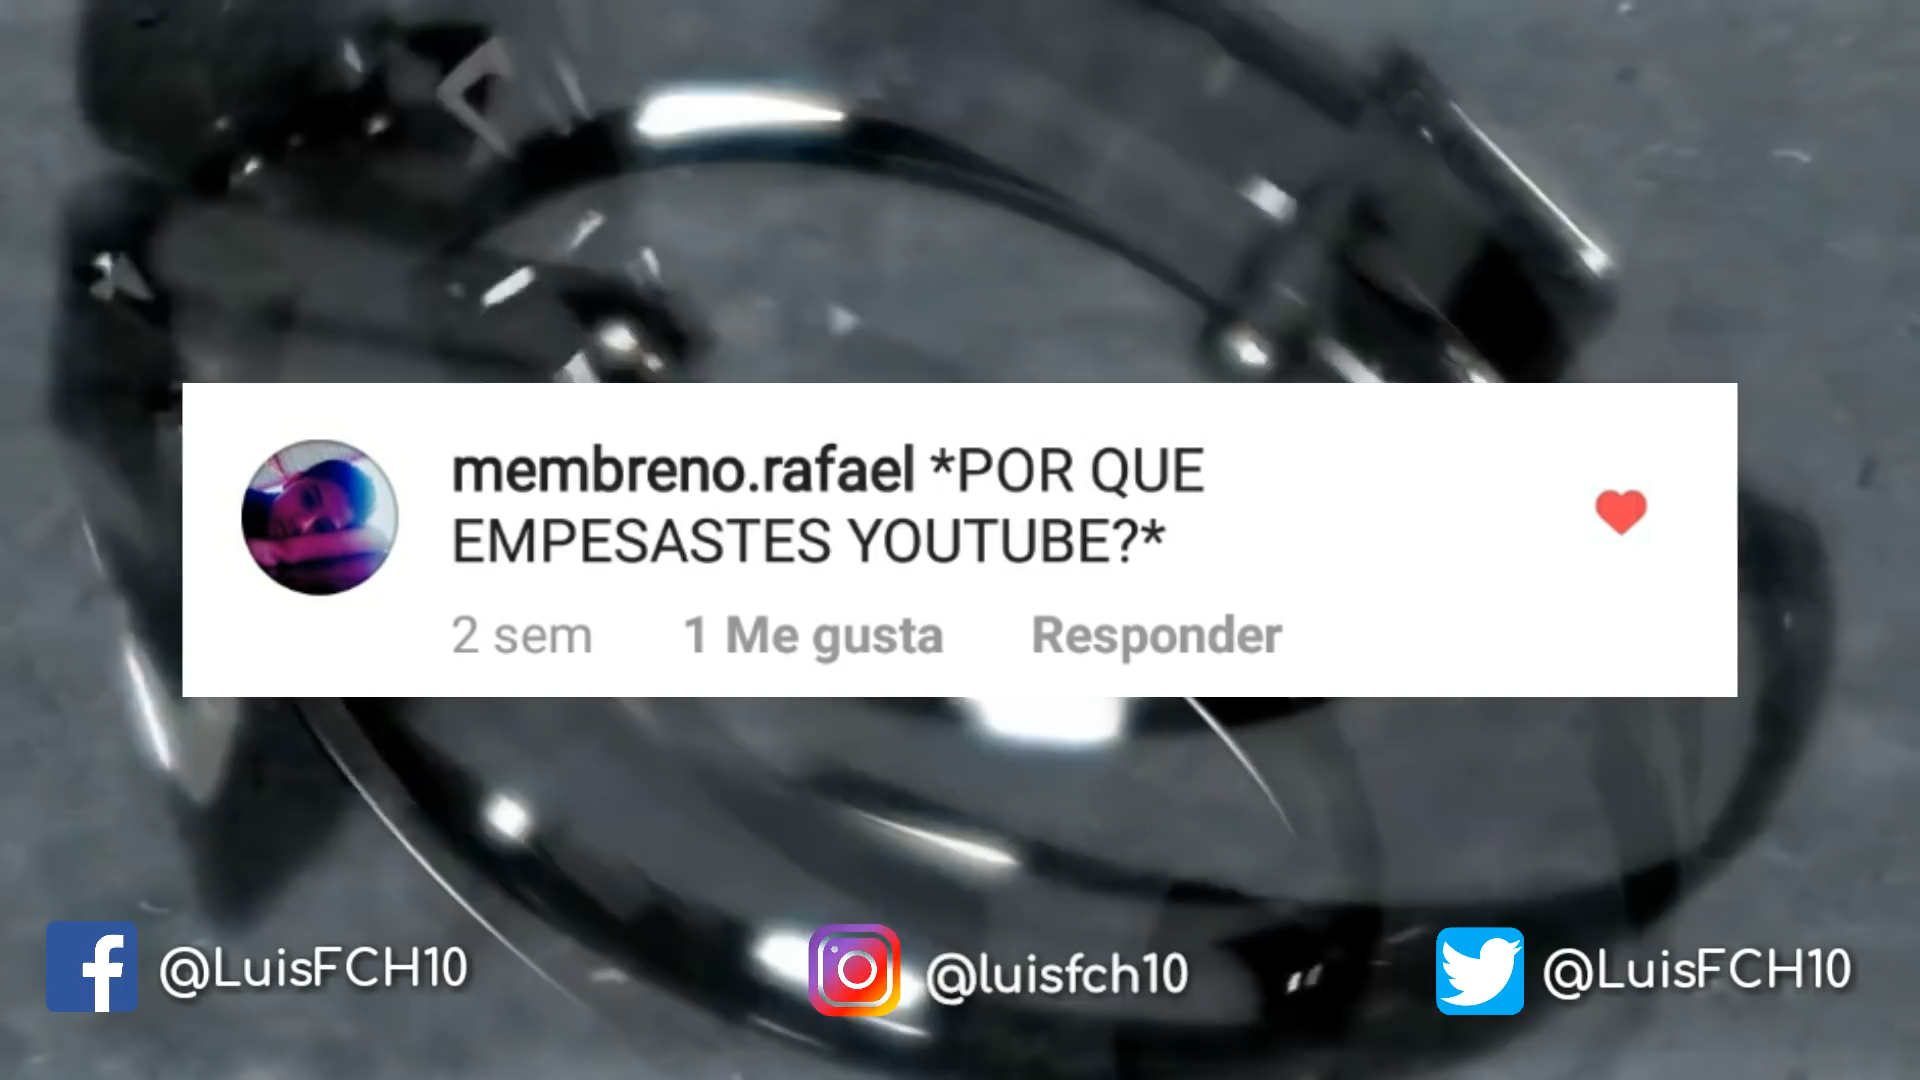 membreno.rafael *POR QUE
EMPESASTES YOUTUBE?*
2 sem 1 Me gusta Responder
@LuisFCH10 @luisfch10 @LuisFCH10